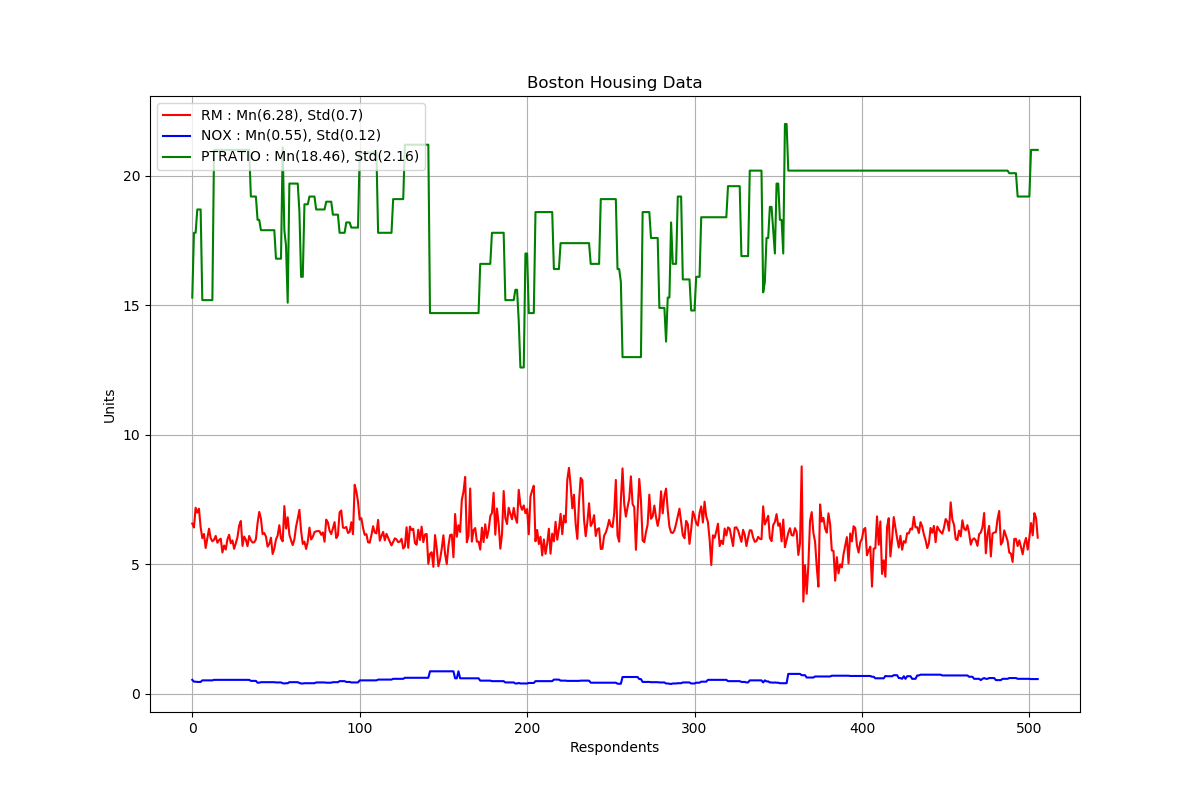 Boston Housing Data
RM : Mn(6.28), Std(0.7)
NOX : Mn(0.55), Std(0.12)
PTRATIO : Mn(18.46), Std(2.16)
Units
20
15
10
5
0
0 100 200 300 400 500
Respondents